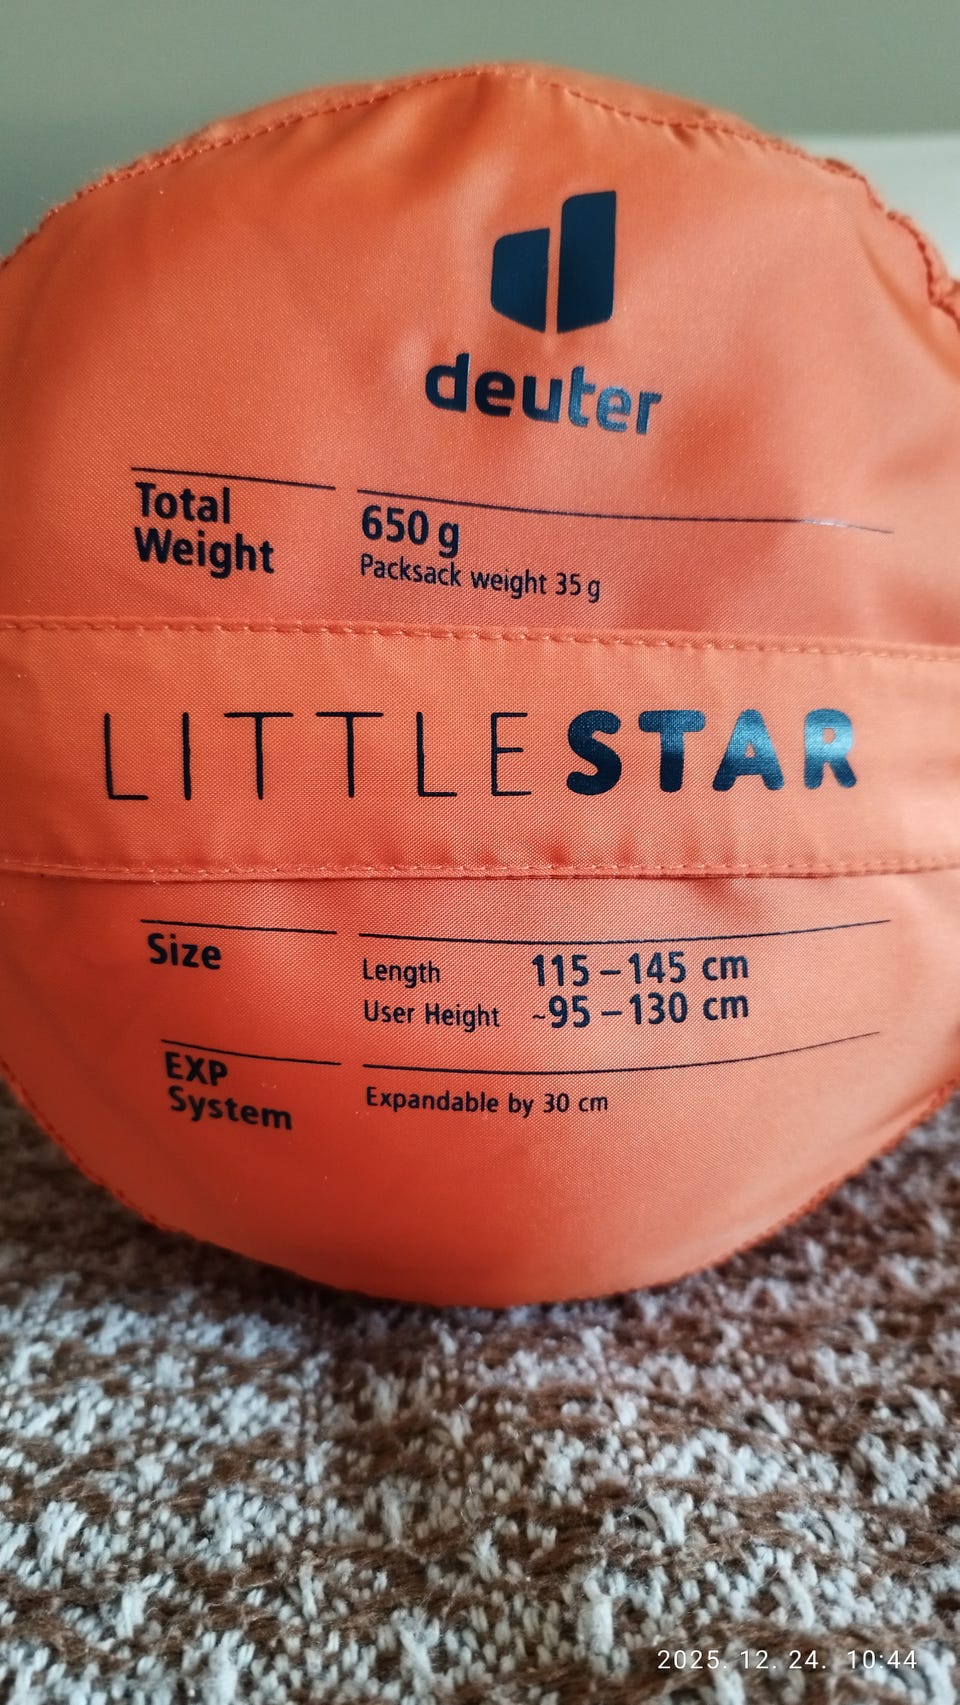 deuter
Total
Weight
650 g
Packsack weight 35 g
LITTLESTAR
Size
Length 115 – 145 cm
User Height ~95 – 130 cm
EXP
System
Expandable by 30 cm
2025. 12. 24. 10:44